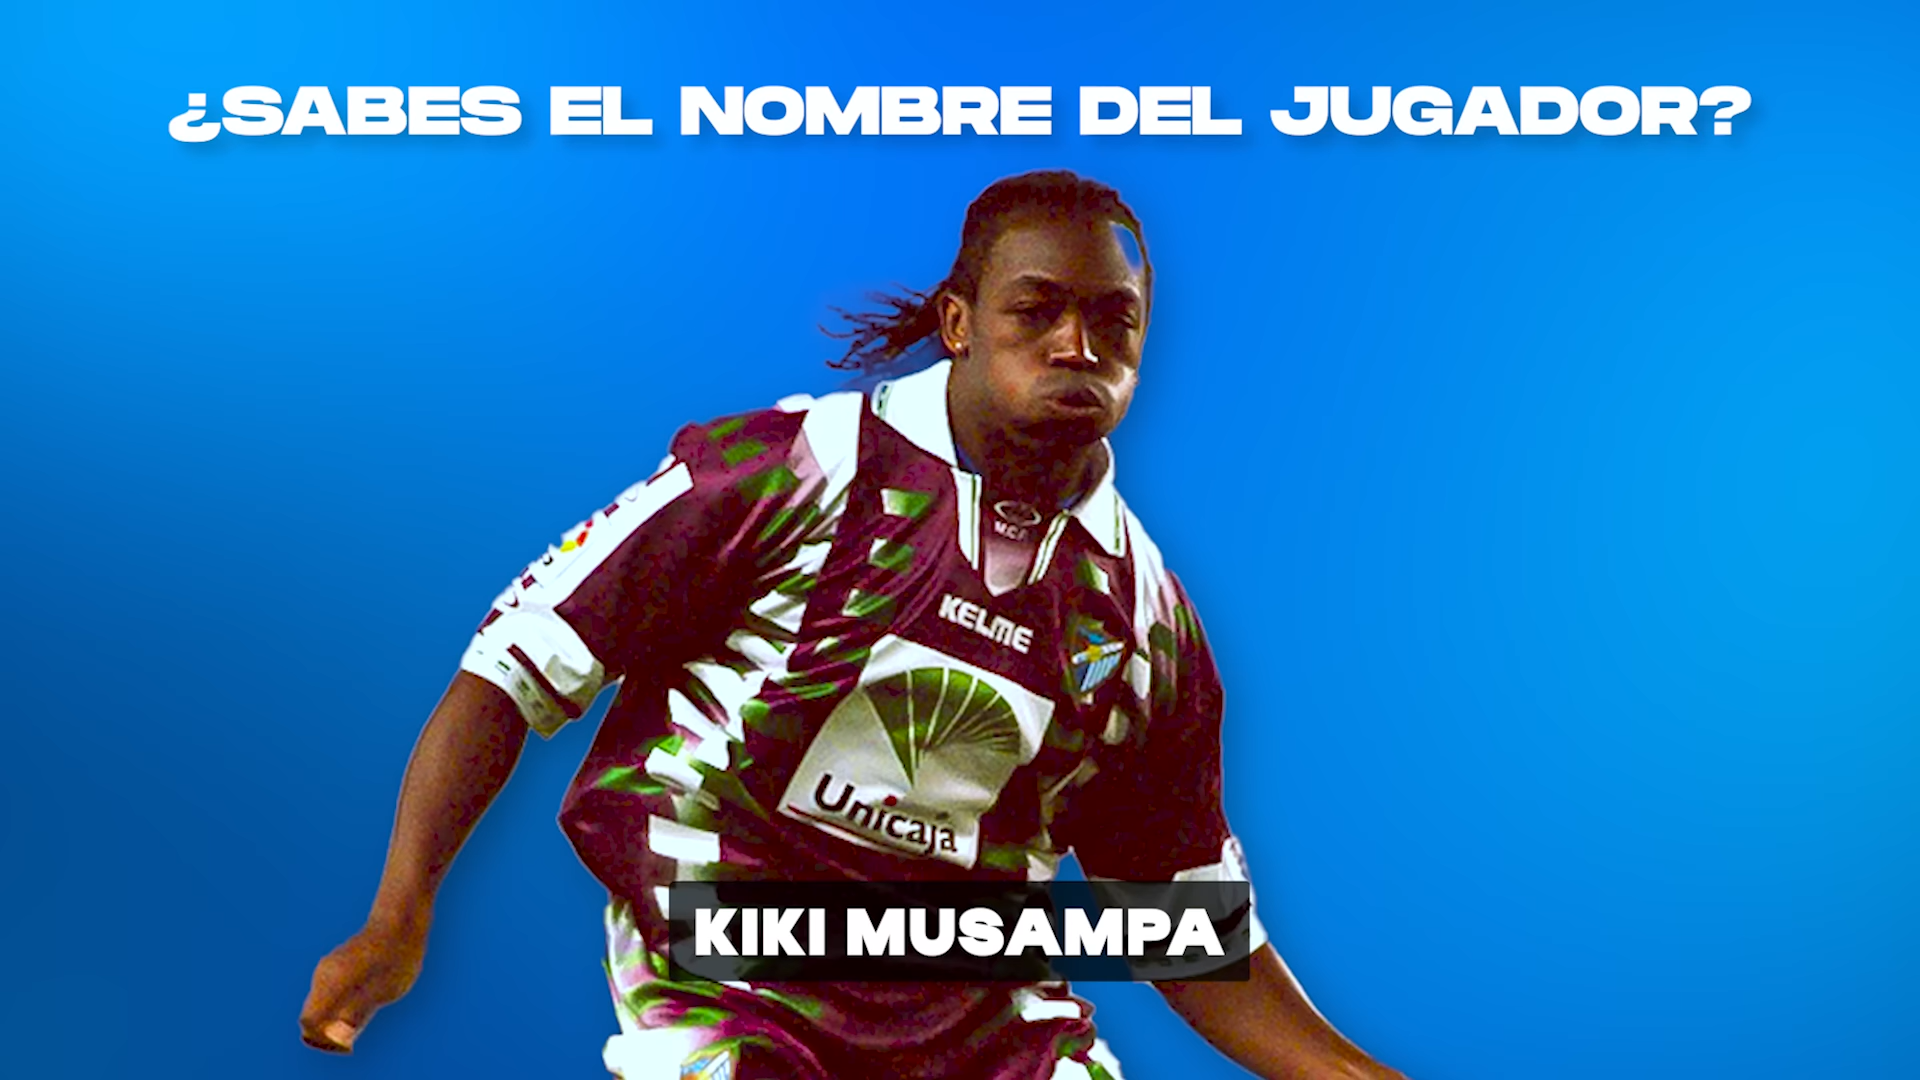 ¿SABES EL NOMBRE DEL JUGADOR?
M.C.F.
KELME
Unicaja
KIKI MUSAMPA